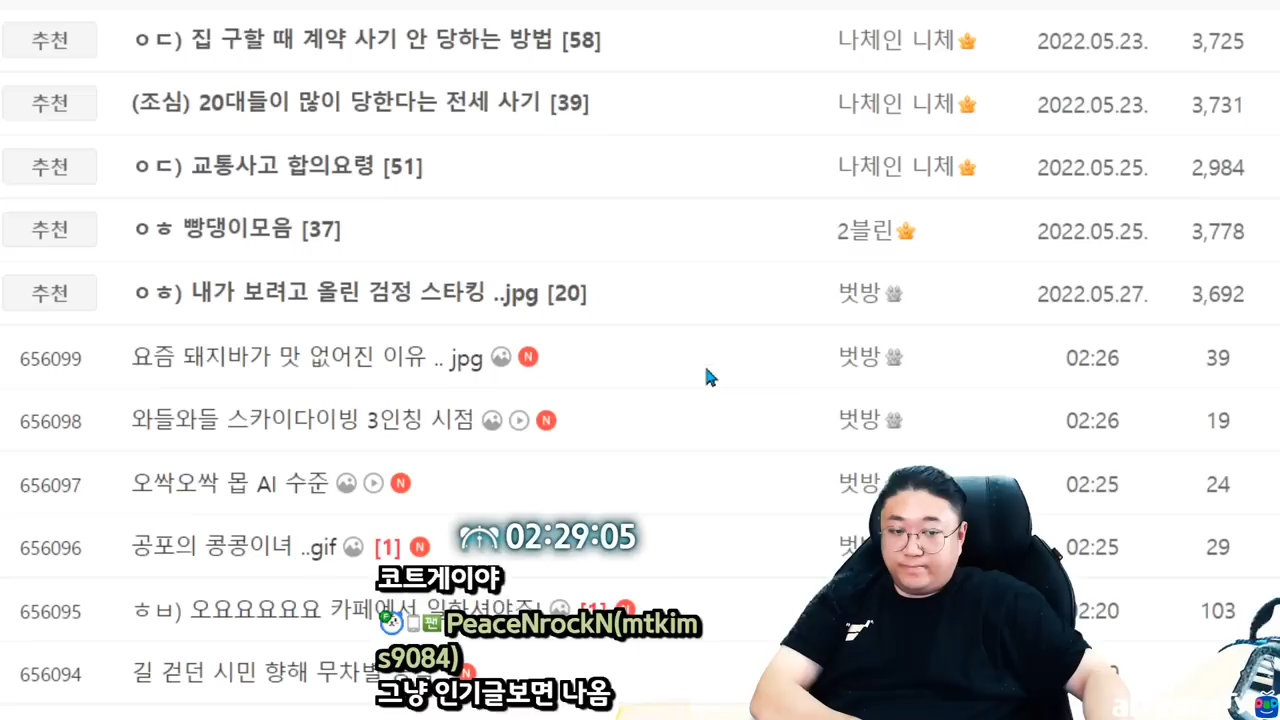 추천 ㅇㄷ) 집 구할 때 계약 사기 안 당하는 방법 [58] 나체인 니체 2022.05.23. 3,725
추천 (조심) 20대들이 많이 당한다는 전세 사기 [39] 나체인 니체 2022.05.23. 3,731
추천 ㅇㄷ) 교통사고 합의요령 [51] 나체인 니체 2022.05.25. 2,984
추천 ㅇㅎ 빵댕이모음 [37] 2블린 2022.05.25. 3,778
추천 ㅇㅎ) 내가 보려고 올린 검정 스타킹 ..jpg [20] 벗방 2022.05.27. 3,692
656099 요즘 돼지바가 맛 없어진 이유 .. jpg N 벗방 02:26 39
656098 와들와들 스카이다이빙 3인칭 시점 N 벗방 02:26 19
656097 오싹오싹 몹 AI 수준 N 벗방 02:25 24
656096 공포의 콩콩이녀 ..gif [1] N 02:25 29
02:29:05
코트게이야
656095 ㅎㅂ) 오요요요요요 카페에서 [1] 2:20 103
PeaceNrockN(mtkim
s9084)
656094 길 걷던 시민 향해 무차별 N
그냥 인기글보면 나옴